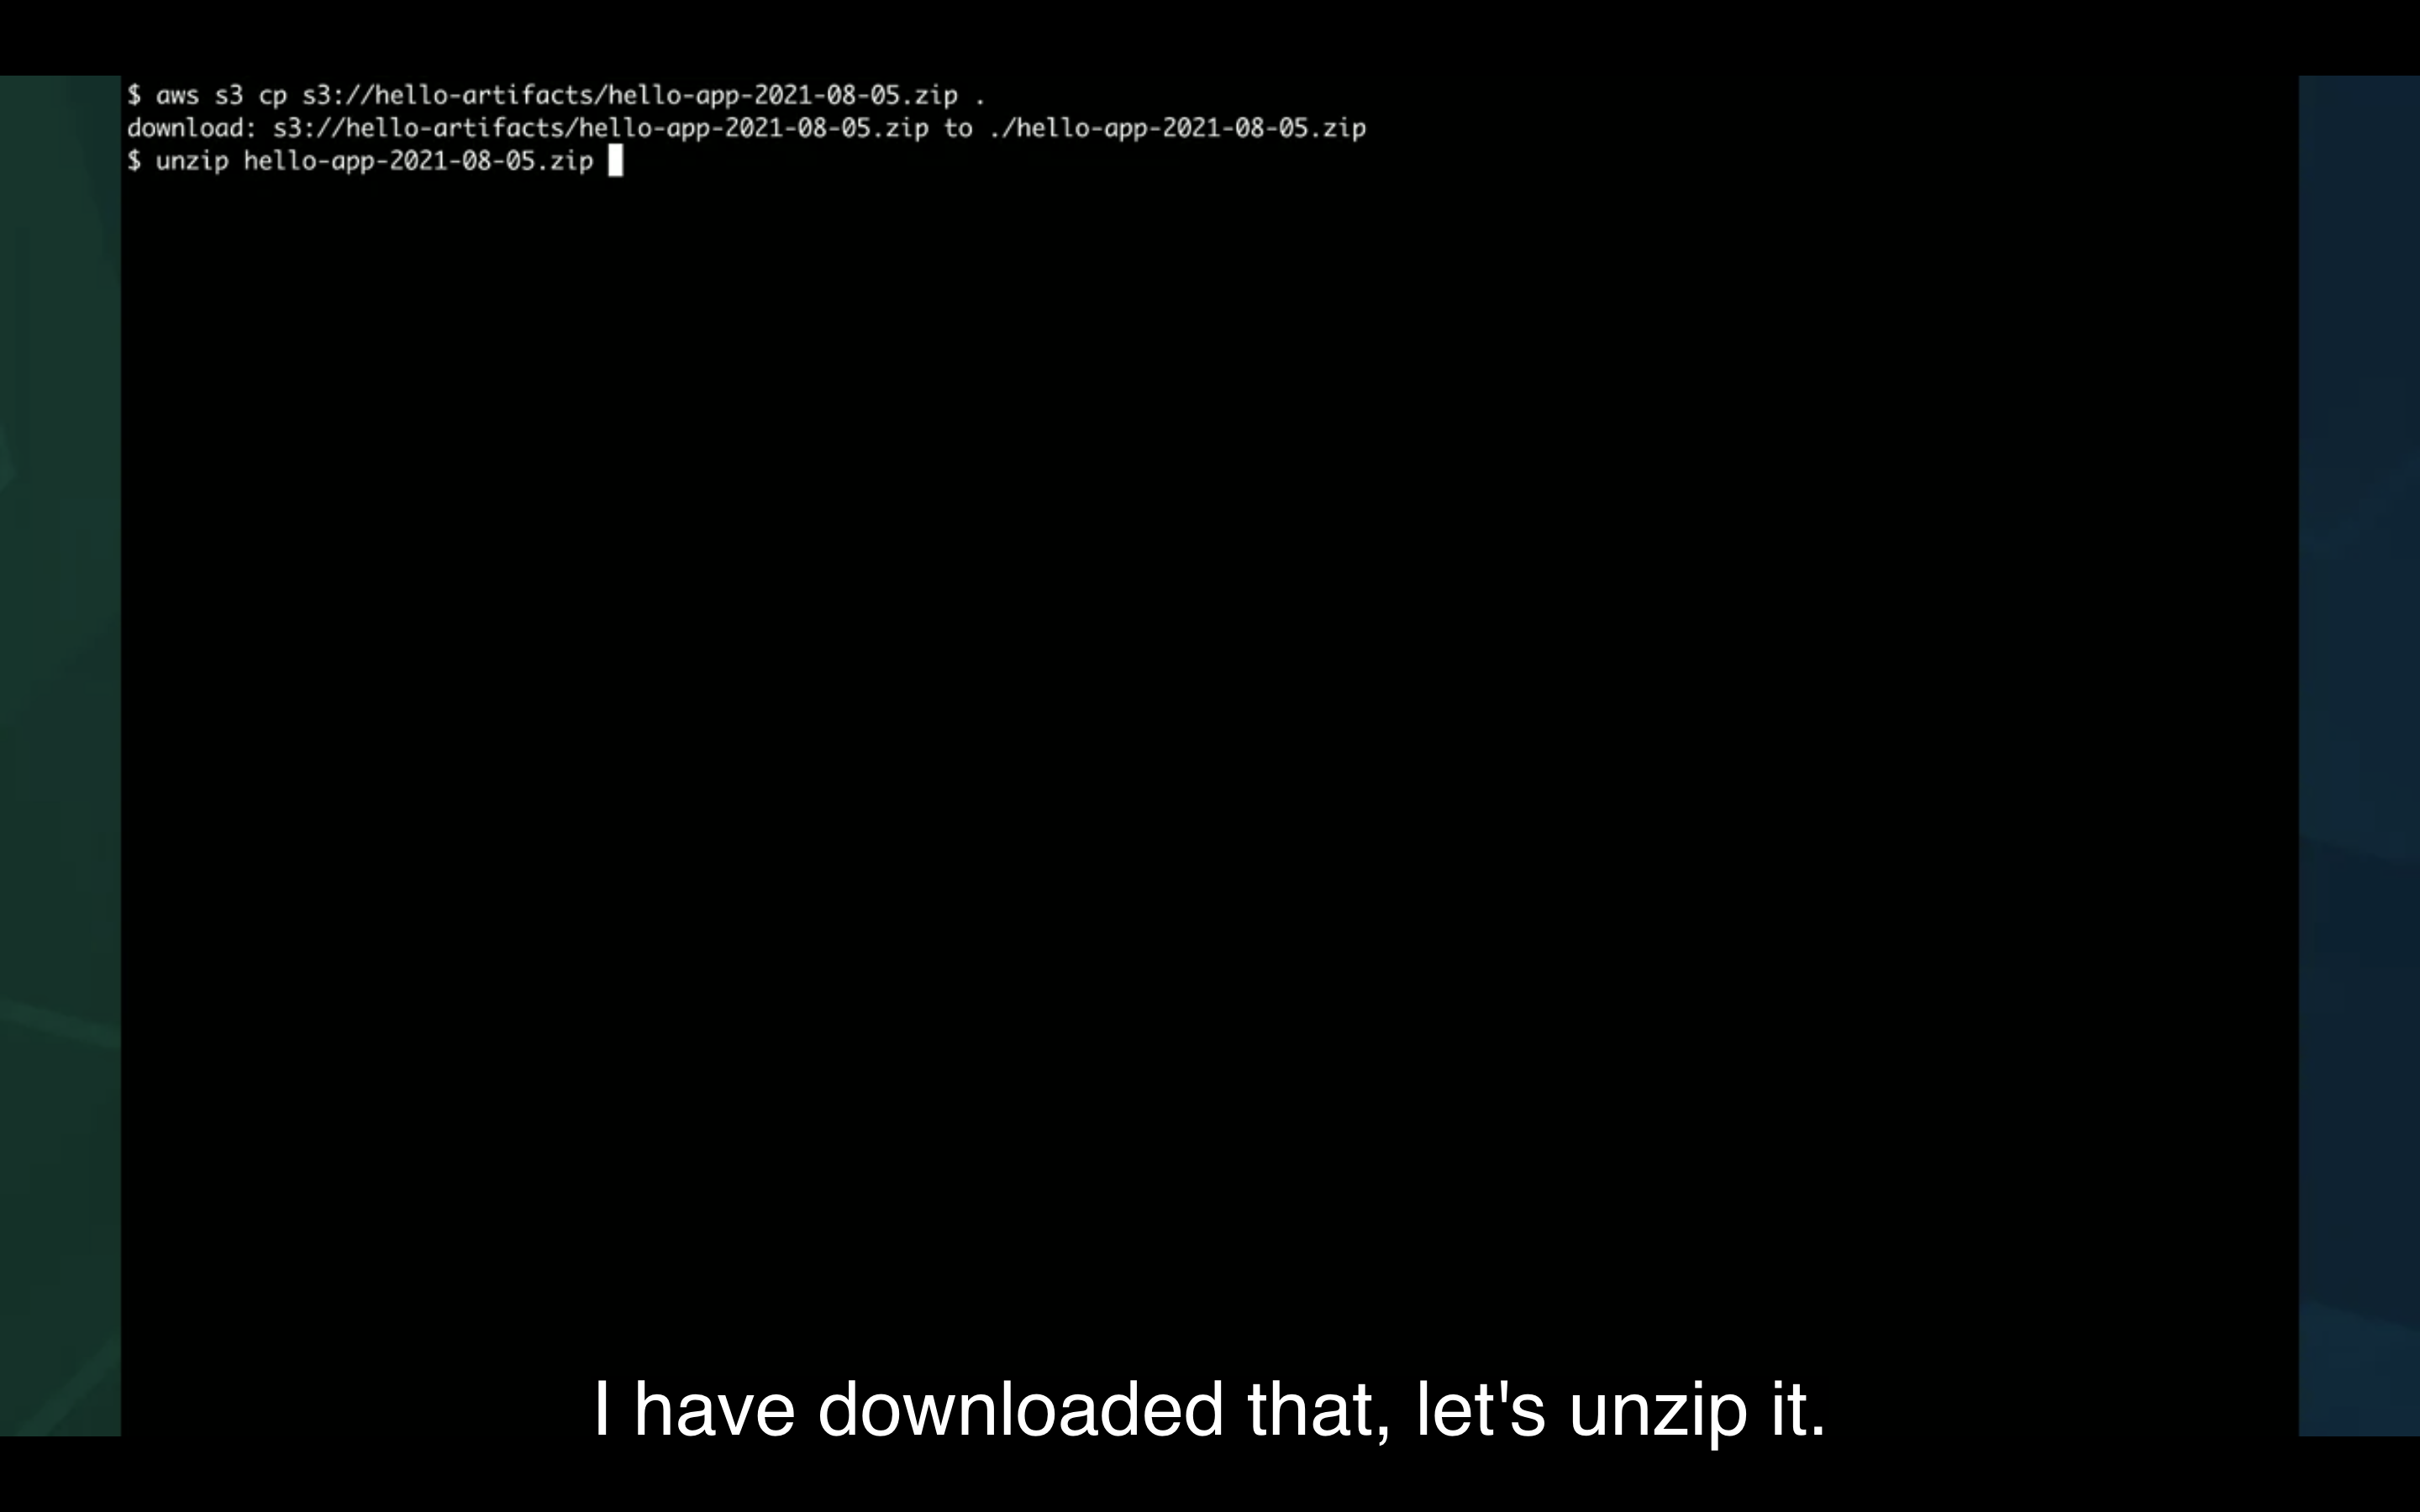 $ aws s3 cp s3://hello-artifacts/hello-app-2021-08-05.zip .
download: s3://hello-artifacts/hello-app-2021-08-05.zip to ./hello-app-2021-08-05.zip
$ unzip hello-app-2021-08-05.zip
I have downloaded that, let's unzip it.